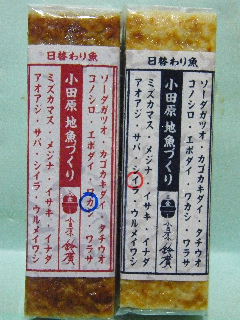 日替わり魚
ソーダガツオ・カゴカキダイ・タチウオ
コノシロ・エボダイ・ワカシ・ワラサ
小田原・地魚づくり
鈴廣
ミズカマス・メジナ・イサキ・イナダ
アオアジ・サバ・シイラ・ウルメイワシ
日替わり魚
ソーダガツオ・カゴカキダイ・タチウオ
コノシロ・エボダイ・ワカシ・ワラサ
小田原・地魚づくり
鈴廣
ミズカマス・メジナ・イサキ・イナダ
アオアジ・サバ・シイラ・ウルメイワシ